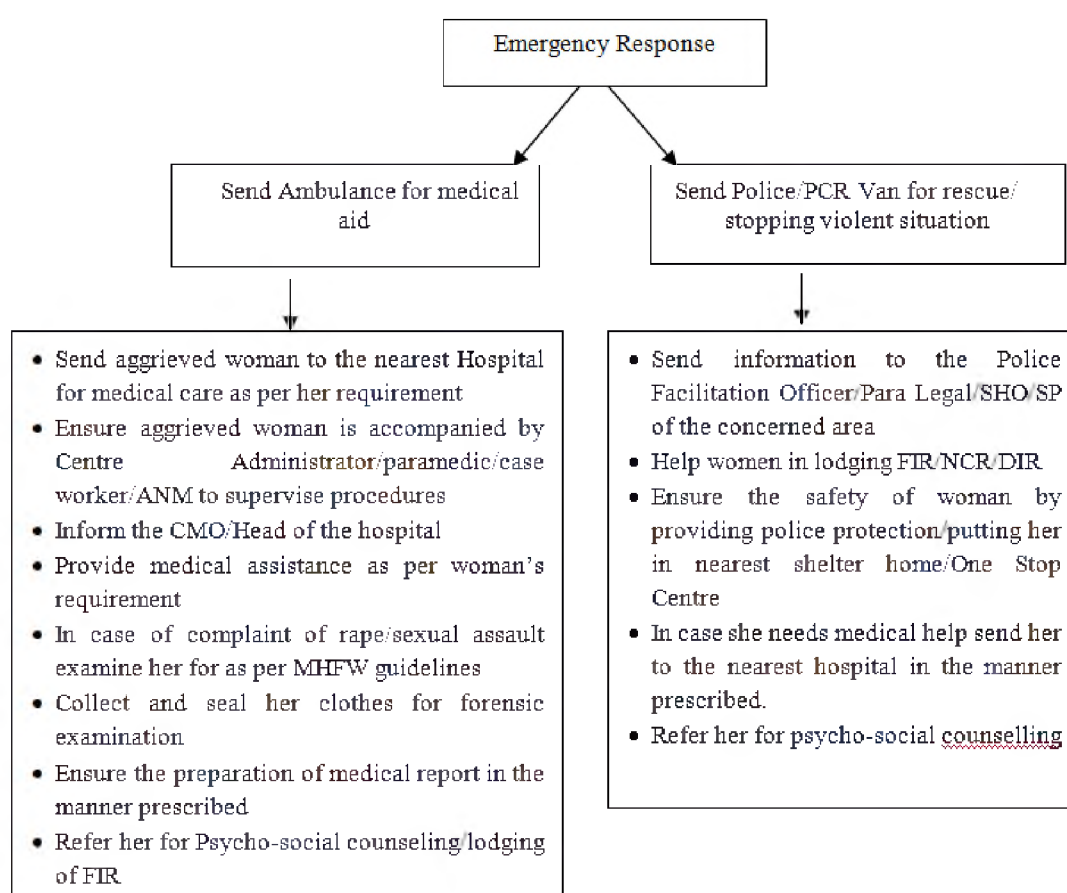 Emergency Response
Send Ambulance for medical
aid
Send Police/PCR Van for rescue/
stopping violent situation
• Send aggrieved woman to the nearest Hospital
for medical care as per her requirement
• Ensure aggrieved woman is accompanied by
Centre Administrator/paramedic/case
worker/ANM to supervise procedures
• Inform the CMO/Head of the hospital
• Provide medical assistance as per woman's
requirement
• In case of complaint of rape/sexual assault
examine her for as per MHFW guidelines
• Collect and seal her clothes for forensic
examination
• Ensure the preparation of medical report in the
manner prescribed
• Refer her for Psycho-social counseling/lodging
of FIR
• Send information to the Police
Facilitation Officer/Para Legal/SHO/SP
of the concerned area
• Help women in lodging FIR/NCR/DIR
• Ensure the safety of woman by
providing police protection/putting her
in nearest shelter home/One Stop
Centre
• In case she needs medical help send her
to the nearest hospital in the manner
prescribed.
• Refer her for psycho-social counselling